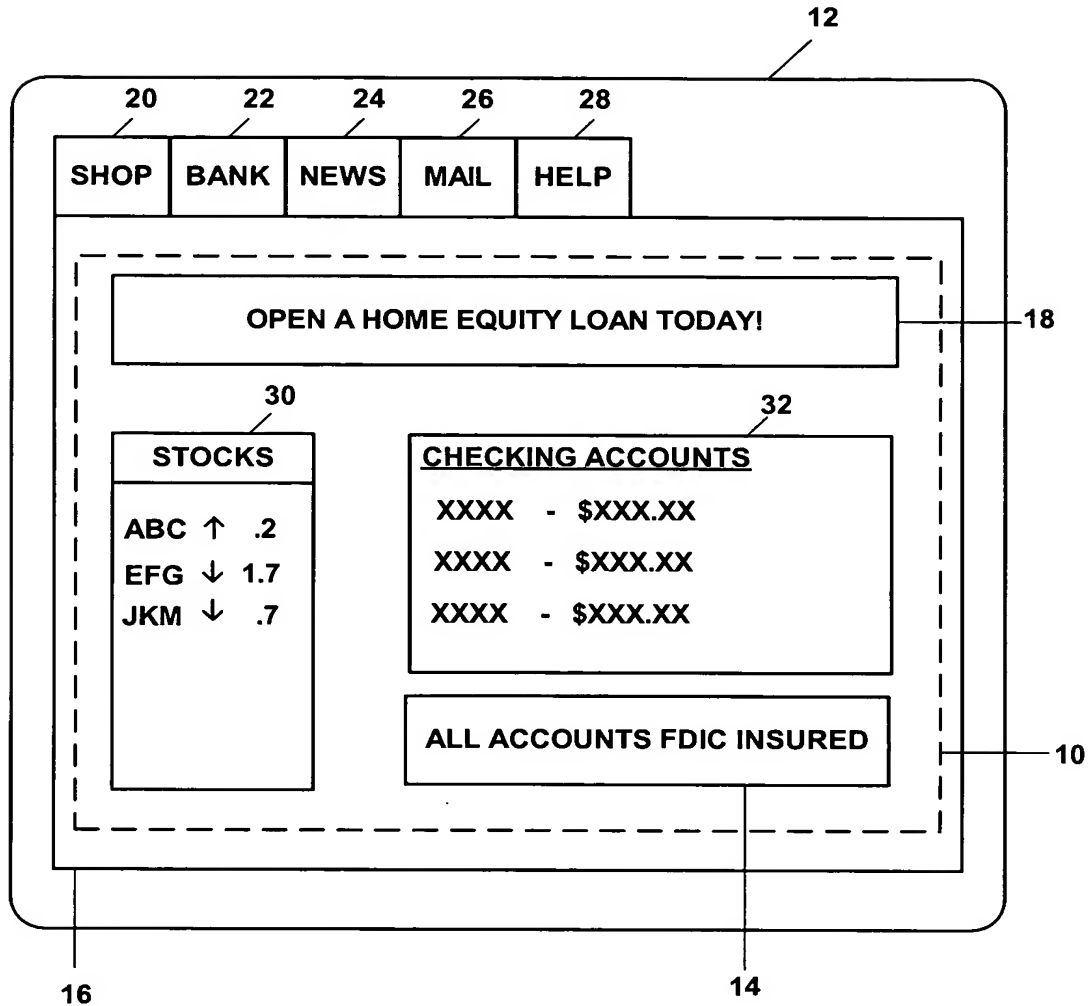 12
20 22 24 26 28
SHOP BANK NEWS MAIL HELP
OPEN A HOME EQUITY LOAN TODAY!
18
30
STOCKS
ABC ↑ .2
EFG ↓ 1.7
JKM ↓ .7
32
CHECKING ACCOUNTS
XXXX - $XXX.XX
XXXX - $XXX.XX
XXXX - $XXX.XX
ALL ACCOUNTS FDIC INSURED
10
16
14